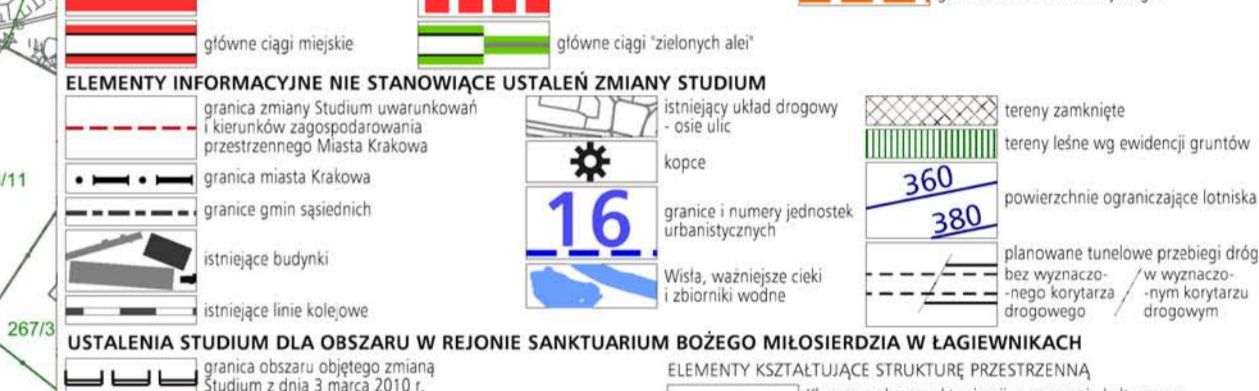 główne ciągi miejskie
główne ciągi "zielonych alei"
ELEMENTY INFORMACYJNE NIE STANOWIĄCE USTALEŃ ZMIANY STUDIUM
granica zmiany Studium uwarunkowań
i kierunków zagospodarowania
przestrzennego Miasta Krakowa
granica miasta Krakowa
granice gmin sąsiednich
istniejące budynki
istniejące linie kolejowe
istniejący układ drogowy
- osie ulic
kopce
16
granice i numery jednostek
urbanistycznych
Wisła, ważniejsze cieki
i zbiorniki wodne
tereny zamknięte
tereny leśne wg ewidencji gruntów
360
380
powierzchnie ograniczające lotniska
planowane tunelowe przebiegi dróg
bez wyznaczo-
-nego korytarza
drogowego
w wyznaczo-
-nym korytarzu
drogowym
/11
267/3
USTALENIA STUDIUM DLA OBSZARU W REJONIE SANKTUARIUM BOŻEGO MIŁOSIERDZIA W ŁAGIEWNIKACH
granica obszaru objętego zmianą
Studium z dnia 3 marca 2010 r.
ELEMENTY KSZTAŁTUJĄCE STRUKTURĘ PRZESTRZENNĄ